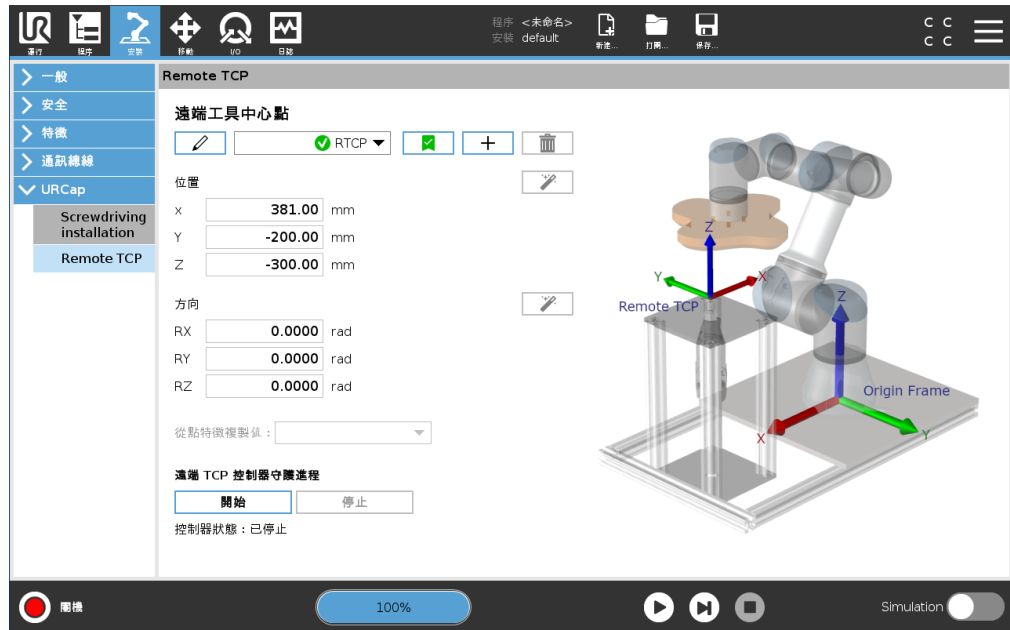 UR
運行
程序
安裝
移動
I/O
日誌
程序 <未命名>
安裝 default
新建...
打開...
保存...
C C
C C
一般
安全
特徵
通訊總線
URCap
Screwdriving
installation
Remote TCP
Remote TCP
遠端工具中心點
RTCP
位置
X 381.00 mm
Y -200.00 mm
Z -300.00 mm
方向
RX 0.0000 rad
RY 0.0000 rad
RZ 0.0000 rad
從點特徵複製值：
遠端 TCP 控制器守護進程
開始
停止
控制器狀態：已停止
Z
Y
X
Remote TCP
Z
Origin Frame
X
Y
關機
100%
Simulation